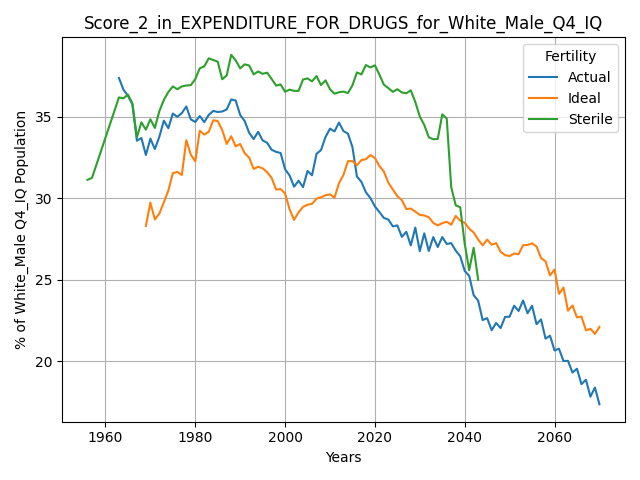 Score_2_in_EXPENDITURE_FOR_DRUGS_for_White_Male_Q4_IQ
% of White_Male Q4_IQ Population
35
30
25
20
Fertility
Actual
Ideal
Sterile
1960 1980 2000 2020 2040 2060
Years